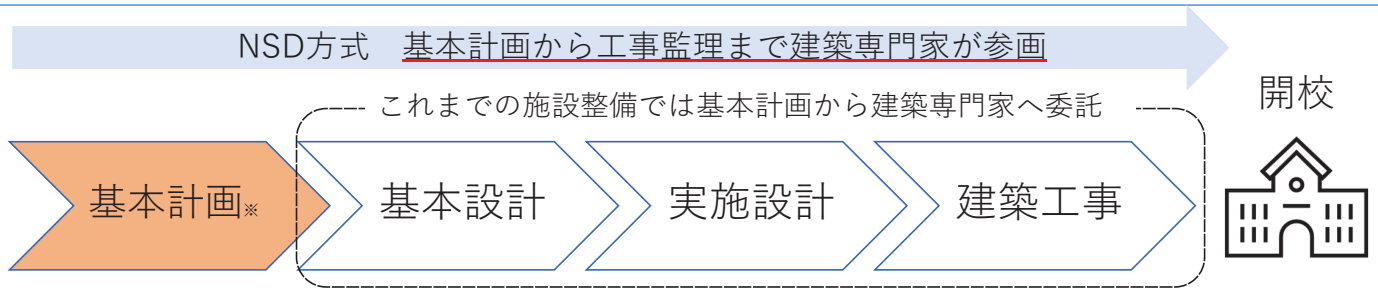 NSD方式 基本計画から工事監理まで建築専門家が参画
これまでの施設整備では基本計画から建築専門家へ委託
開校
基本計画※
基本設計
実施設計
建築工事